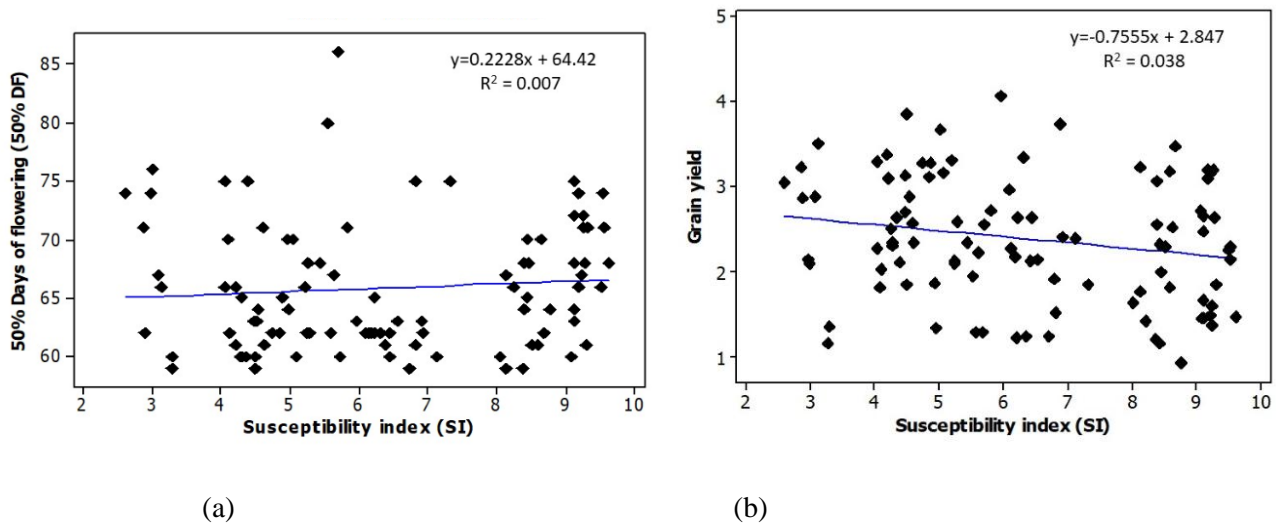 y=0.2228x + 64.42
R² = 0.007
50% Days of flowering (50% DF)
85
80
75
70
65
60
2 3 4 5 6 7 8 9 10
Susceptibility index (SI)
(a)
y=-0.7555x + 2.847
R² = 0.038
Grain yield
5
4
3
2
1
2 3 4 5 6 7 8 9 10
Susceptibility index (SI)
(b)